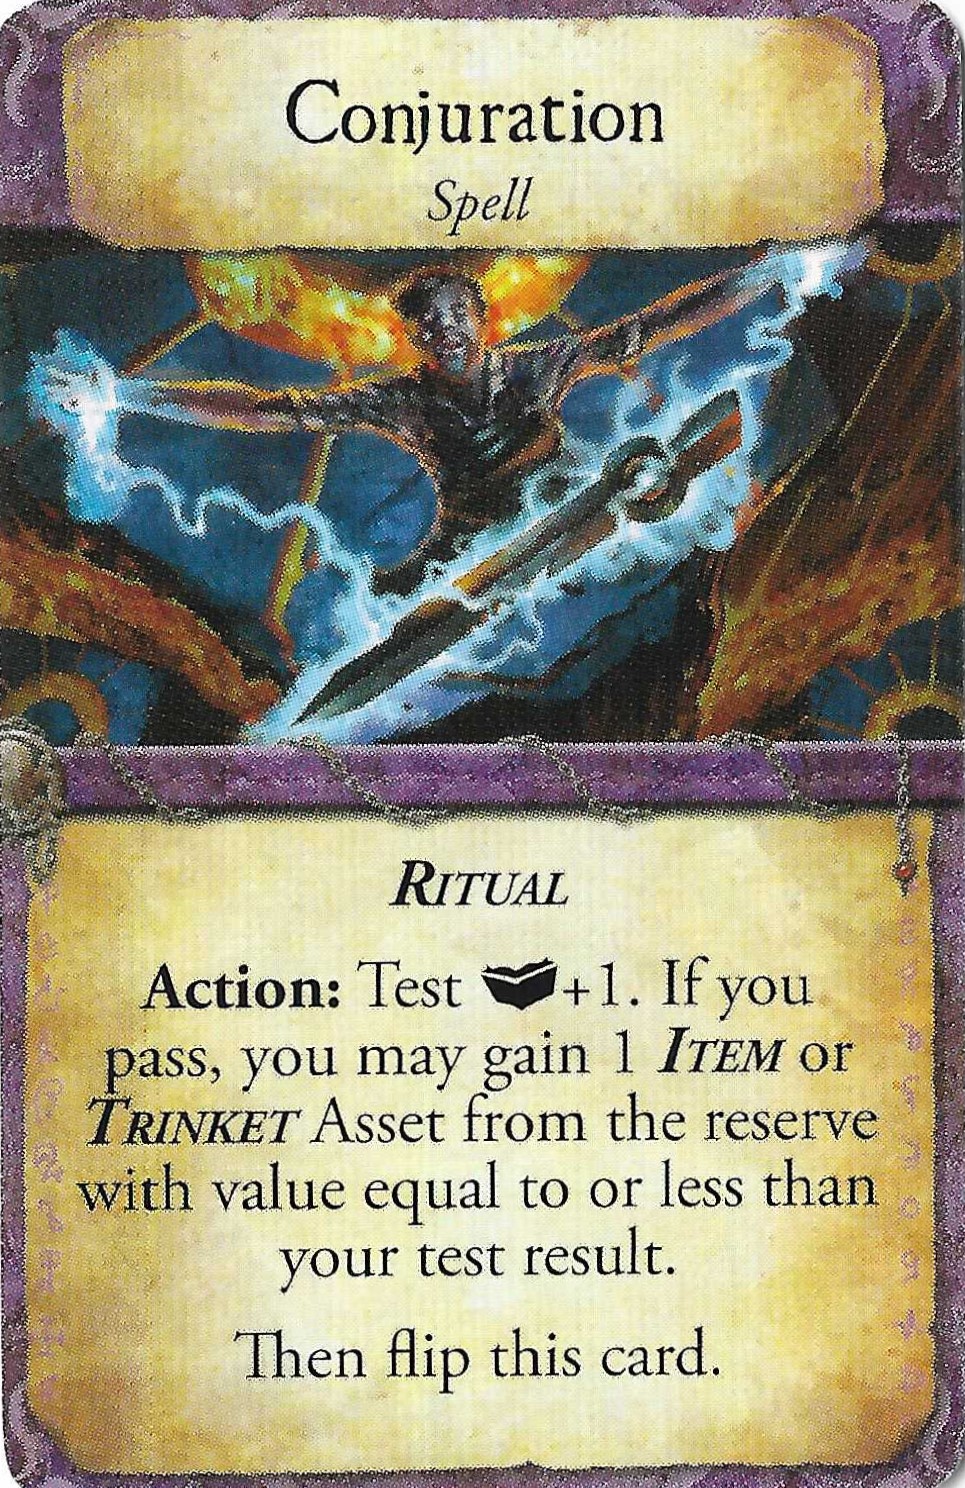 Conjuration
Spell
RITUAL
Action: Test +1. If you
pass, you may gain 1 ITEM or
TRINKET Asset from the reserve
with value equal to or less than
your test result.
Then flip this card.